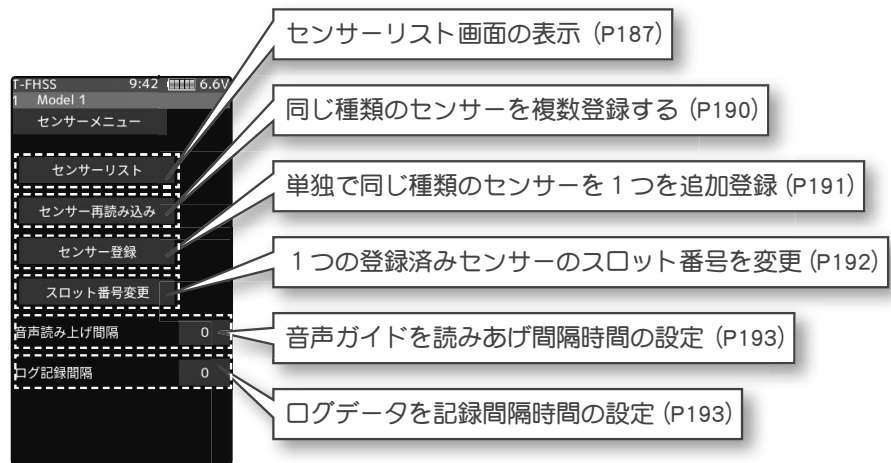 T-FHSS 9:42 6.6V
1 Model 1
センサーメニュー
センサーリスト
センサー再読み込み
センサー登録
スロット番号変更
音声読み上げ間隔 0
ログ記録間隔 0
センサーリスト画面の表示 (P187)
同じ種類のセンサーを複数登録する (P190)
単独で同じ種類のセンサーを１つを追加登録 (P191)
１つの登録済みセンサーのスロット番号を変更 (P192)
音声ガイドを読みあげ間隔時間の設定 (P193)
ログデータを記録間隔時間の設定 (P193)